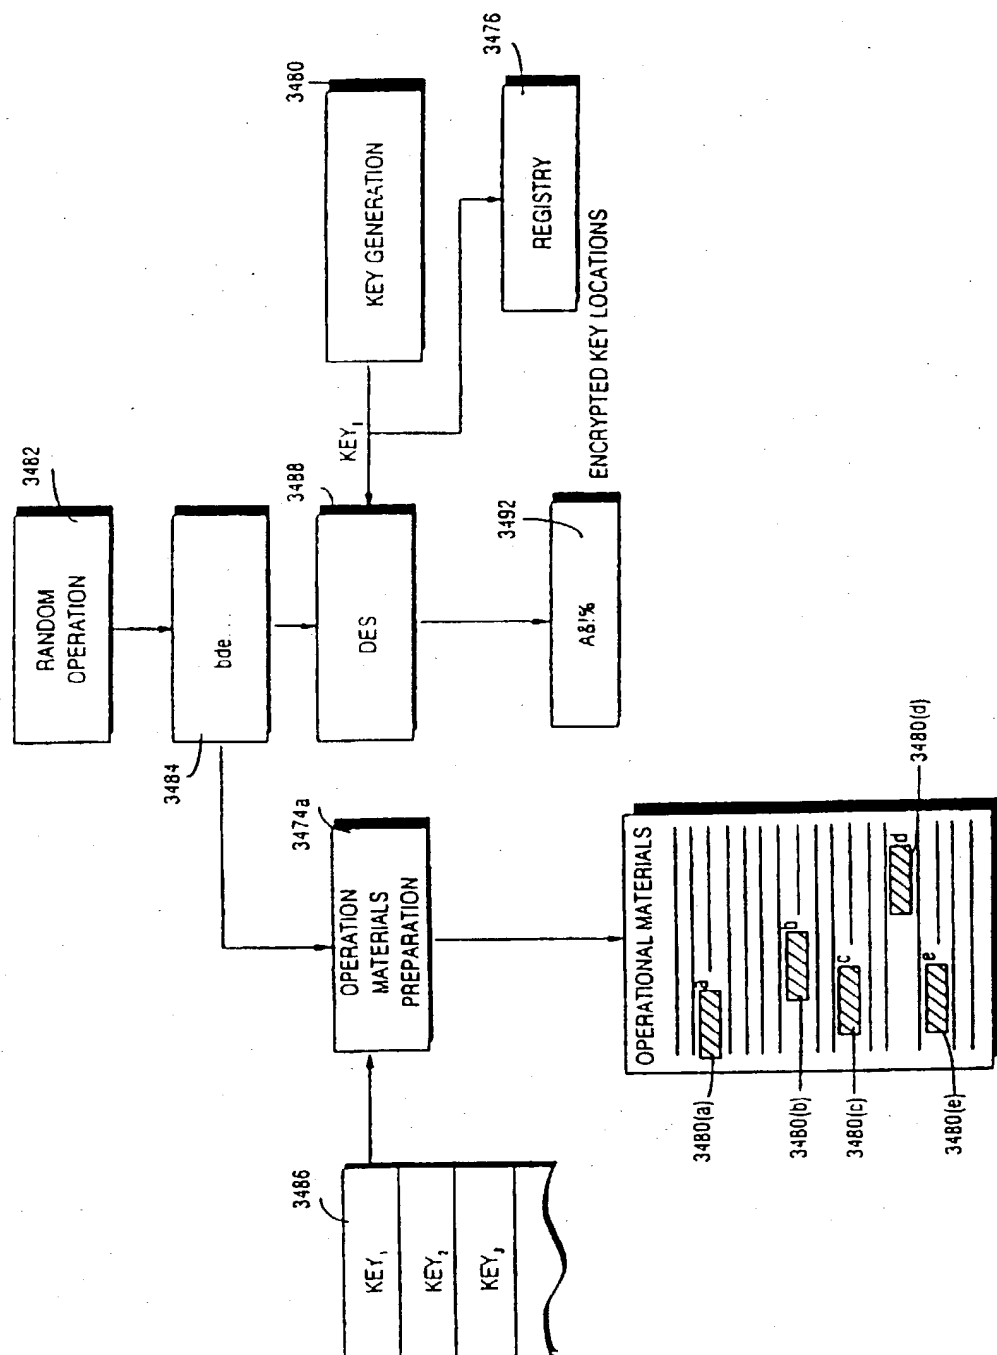 3486
KEY1
KEY2
KEY3
3474a
OPERATION
MATERIALS
PREPARATION
3482
RANDOM
OPERATION
3484
bde...
3488
DES
KEY1
3480
KEY GENERATION
3476
REGISTRY
3492
A&!%
ENCRYPTED KEY LOCATIONS
OPERATIONAL MATERIALS
a
b
c
d
e
3480(a)
3480(b)
3480(c)
3480(e)
3480(d)